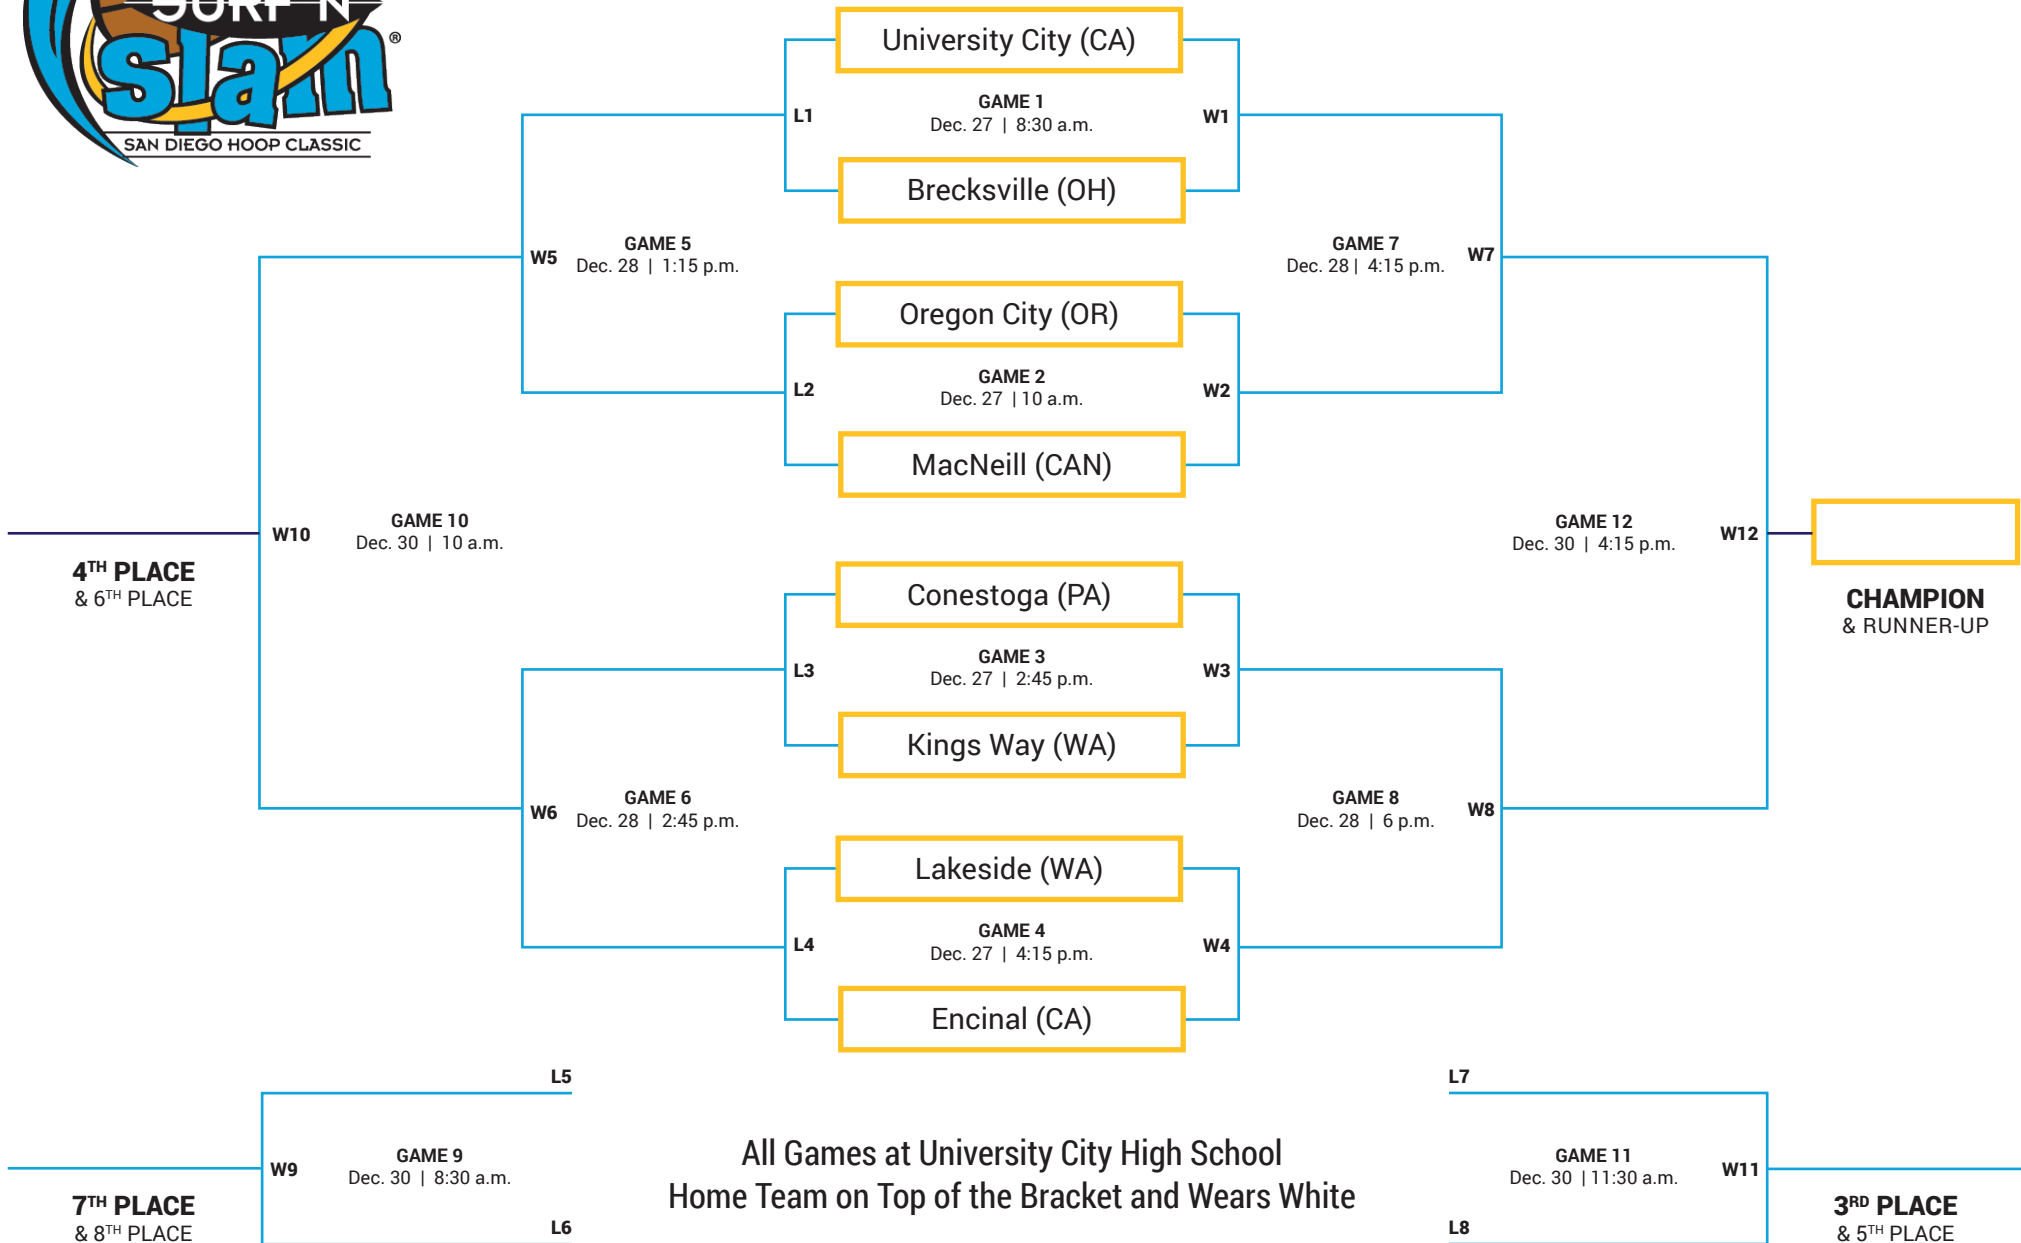 SURF 'N
slam®
SAN DIEGO HOOP CLASSIC
University City (CA)
L1
GAME 1
Dec. 27 | 8:30 a.m.
W1
Brecksville (OH)
W5
GAME 5
Dec. 28 | 1:15 p.m.
GAME 7
Dec. 28 | 4:15 p.m.
W7
Oregon City (OR)
L2
GAME 2
Dec. 27 | 10 a.m.
W2
MacNeill (CAN)
W10
GAME 10
Dec. 30 | 10 a.m.
4TH PLACE
& 6TH PLACE
GAME 12
Dec. 30 | 4:15 p.m.
W12
CHAMPION
& RUNNER-UP
Conestoga (PA)
L3
GAME 3
Dec. 27 | 2:45 p.m.
W3
Kings Way (WA)
W6
GAME 6
Dec. 28 | 2:45 p.m.
GAME 8
Dec. 28 | 6 p.m.
W8
Lakeside (WA)
L4
GAME 4
Dec. 27 | 4:15 p.m.
W4
Encinal (CA)
L5
W9
GAME 9
Dec. 30 | 8:30 a.m.
7TH PLACE
& 8TH PLACE
L6
All Games at University City High School
Home Team on Top of the Bracket and Wears White
L7
GAME 11
Dec. 30 | 11:30 a.m.
W11
L8
3RD PLACE
& 5TH PLACE